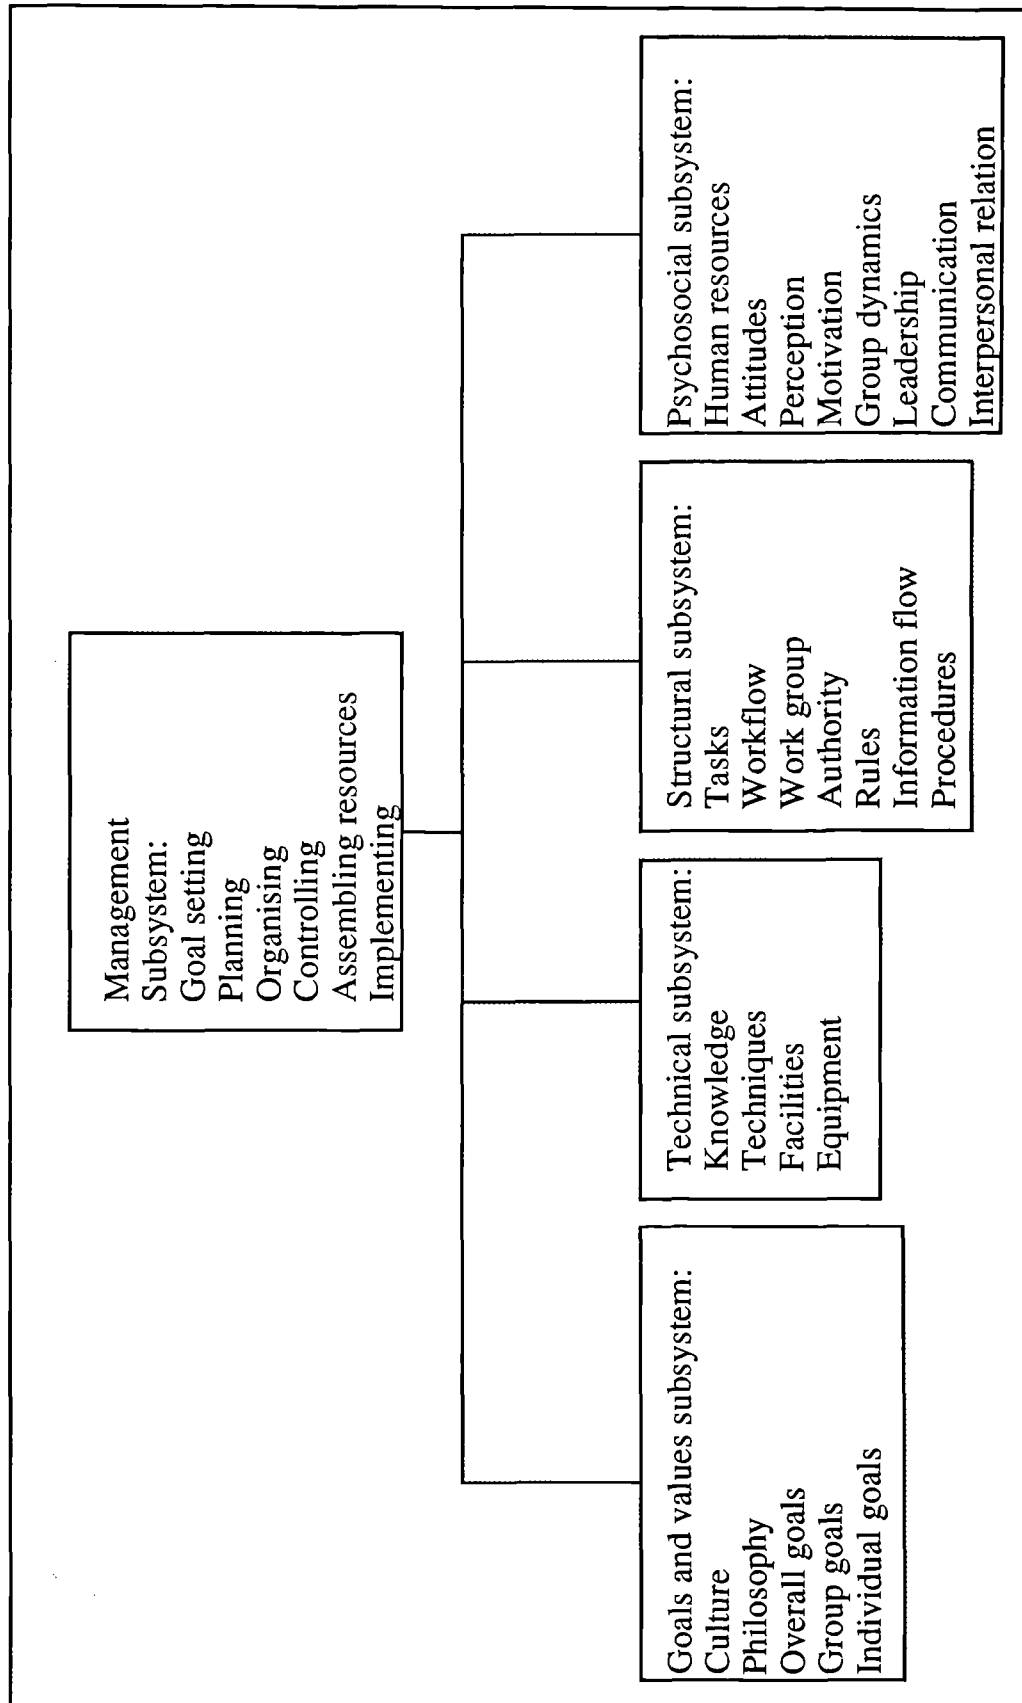 Management
Subsystem:
Goal setting
Planning
Organising
Controlling
Assembling resources
Implementing
Goals and values subsystem:
Culture
Philosophy
Overall goals
Group goals
Individual goals
Technical subsystem:
Knowledge
Techniques
Facilities
Equipment
Structural subsystem:
Tasks
Workflow
Work group
Authority
Rules
Information flow
Procedures
Psychosocial subsystem:
Human resources
Attitudes
Perception
Motivation
Group dynamics
Leadership
Communication
Interpersonal relation